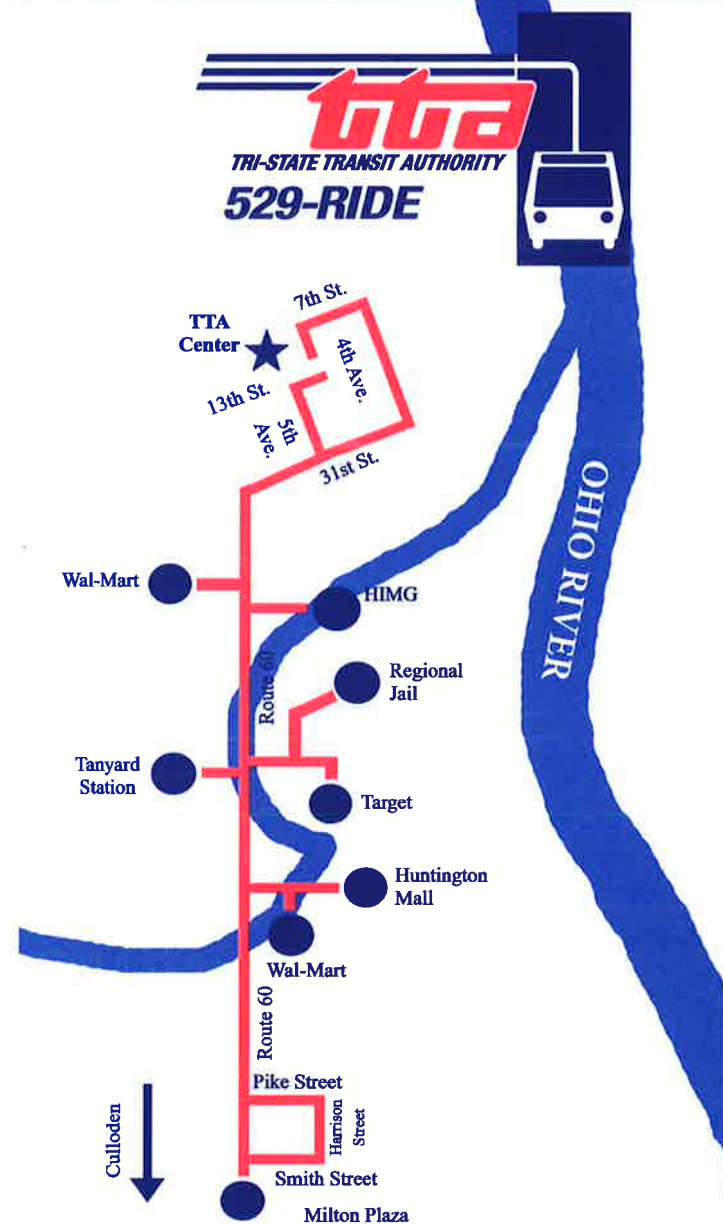 tta
TRI-STATE TRANSIT AUTHORITY
529-RIDE
7th St.
TTA
Center
4th Ave.
13th St.
5th
Ave.
31st St.
OHIO RIVER
Wal-Mart
HIMG
Route 60
Regional
Jail
Tanyard
Station
Target
Huntington
Mall
Wal-Mart
Route 60
Pike Street
Harrison
Street
Culloden
Smith Street
Milton Plaza